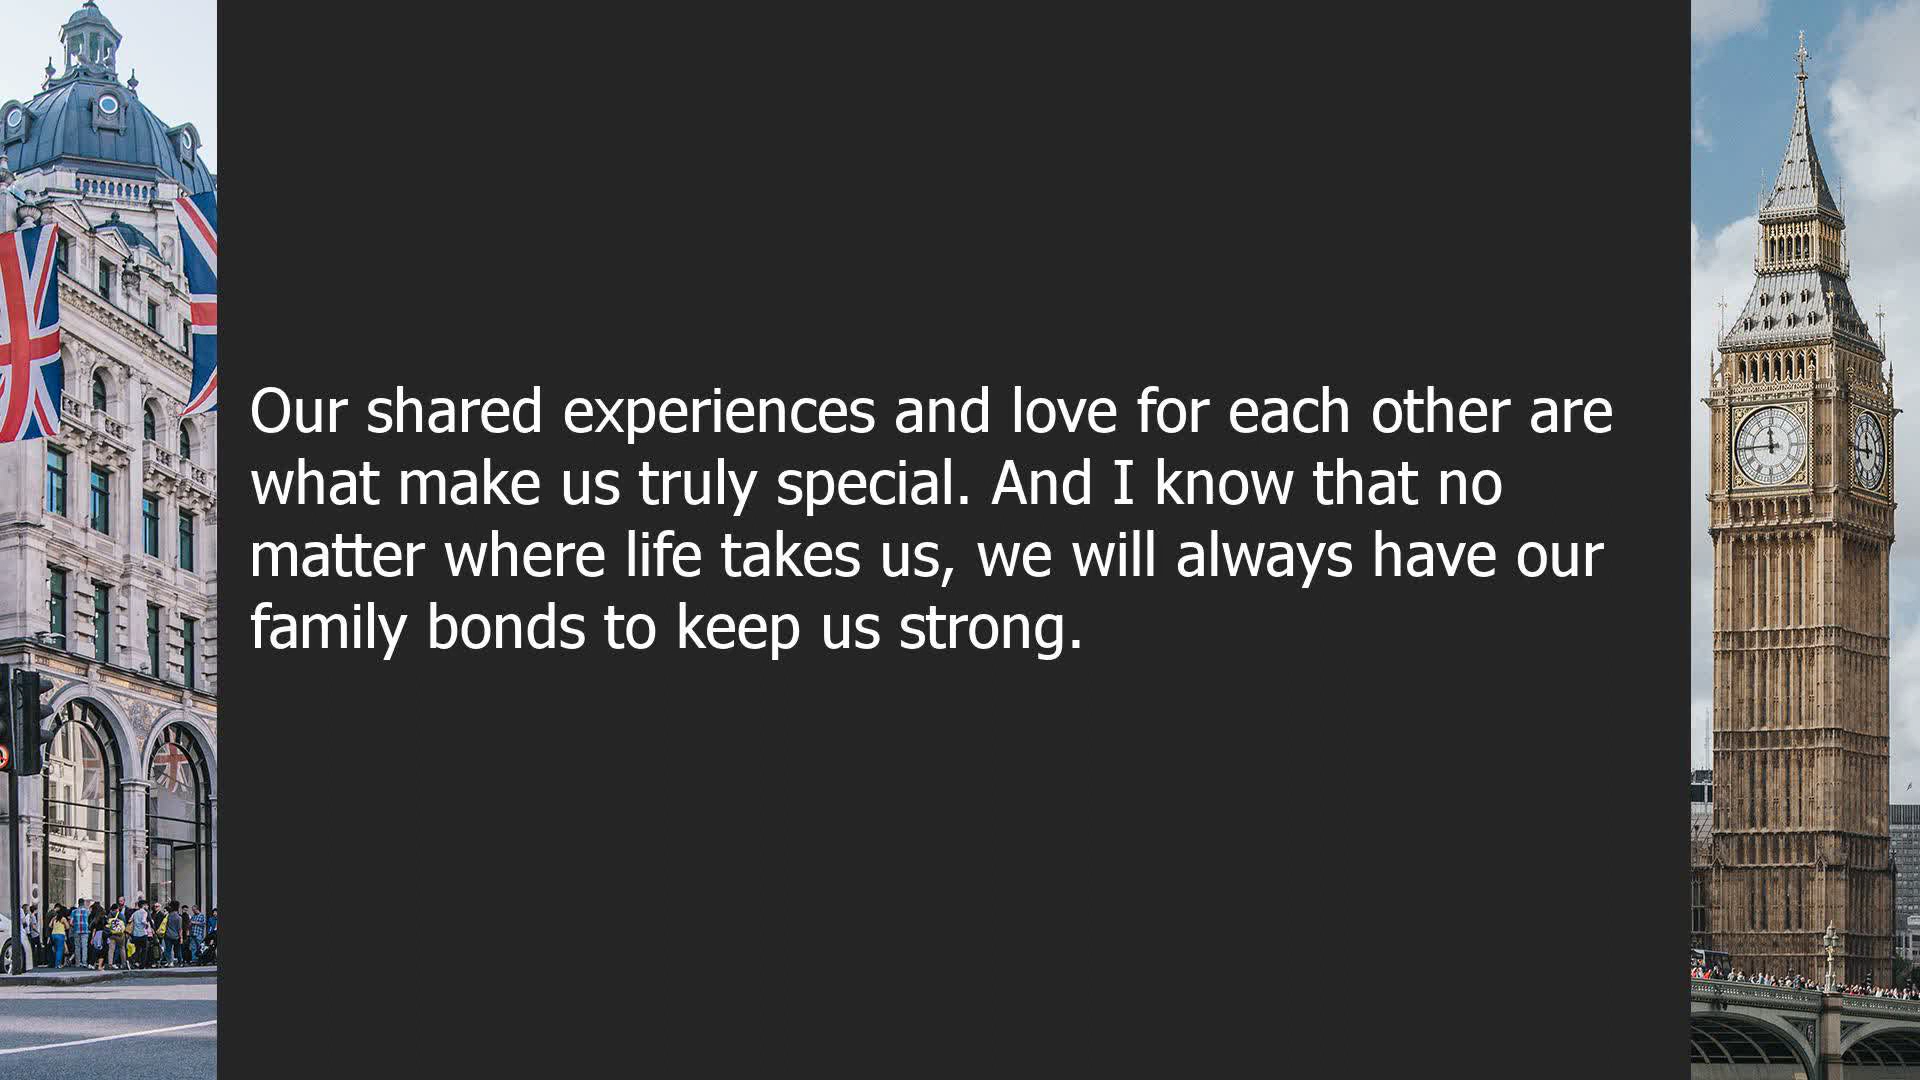 Our shared experiences and love for each other are
what make us truly special. And I know that no
matter where life takes us, we will always have our
family bonds to keep us strong.